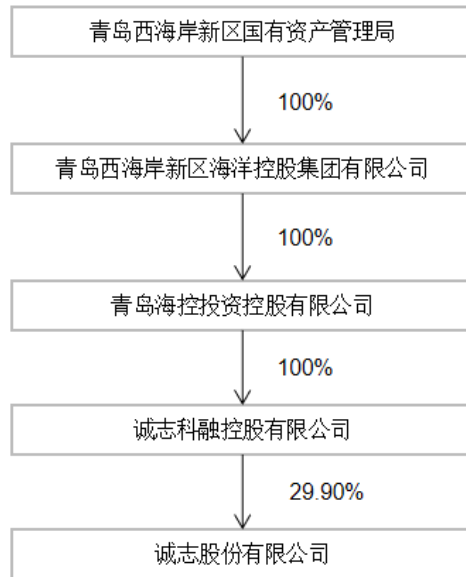 青岛西海岸新区国有资产管理局
100%
青岛西海岸新区海洋控股集团有限公司
100%
青岛海控投资控股有限公司
100%
诚志科融控股有限公司
29.90%
诚志股份有限公司